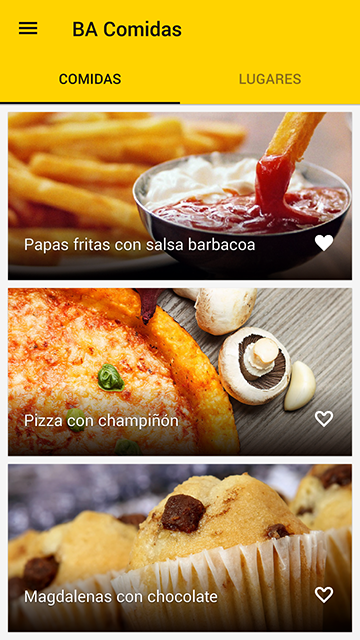 BA Comidas
COMIDAS LUGARES
Papas fritas con salsa barbacoa
Pizza con champiñón
Magdalenas con chocolate